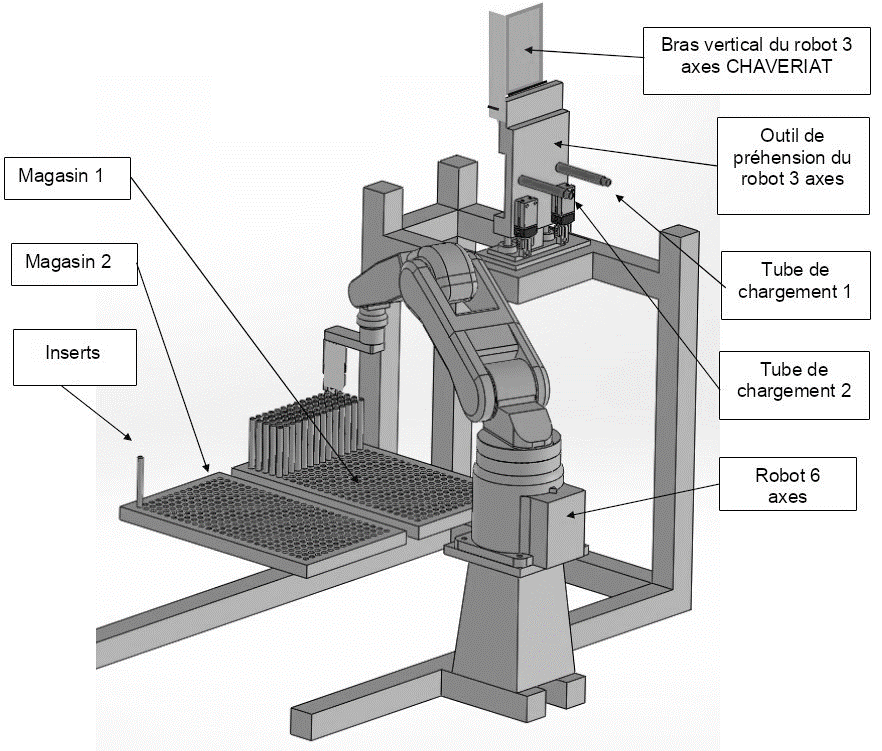 Bras vertical du robot 3
axes CHAVERIAT
Outil de
préhension du
robot 3 axes
Magasin 1
Magasin 2
Tube de
chargement 1
Inserts
Tube de
chargement 2
Robot 6
axes